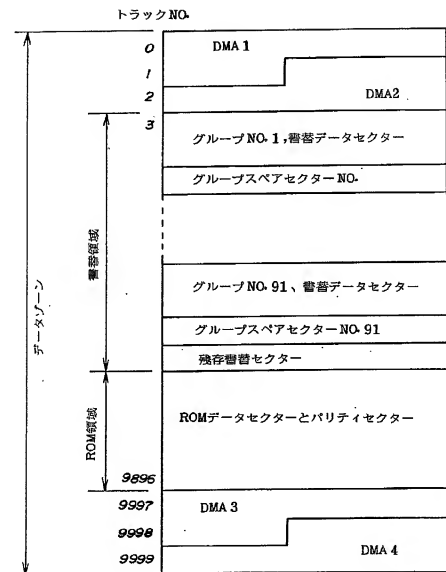 トラックNO.
0
DMA 1
1
2
DMA2
3
グループNO.1,書替データセクター
グループスペアセクターNO.
グループNO.91、書替データセクター
グループスペアセクターNO.91
残存書替セクター
ROMデータセクターとパリティセクター
9896
9997
DMA 3
9998
9999
DMA 4
データゾーン
書替領域
ROM領域